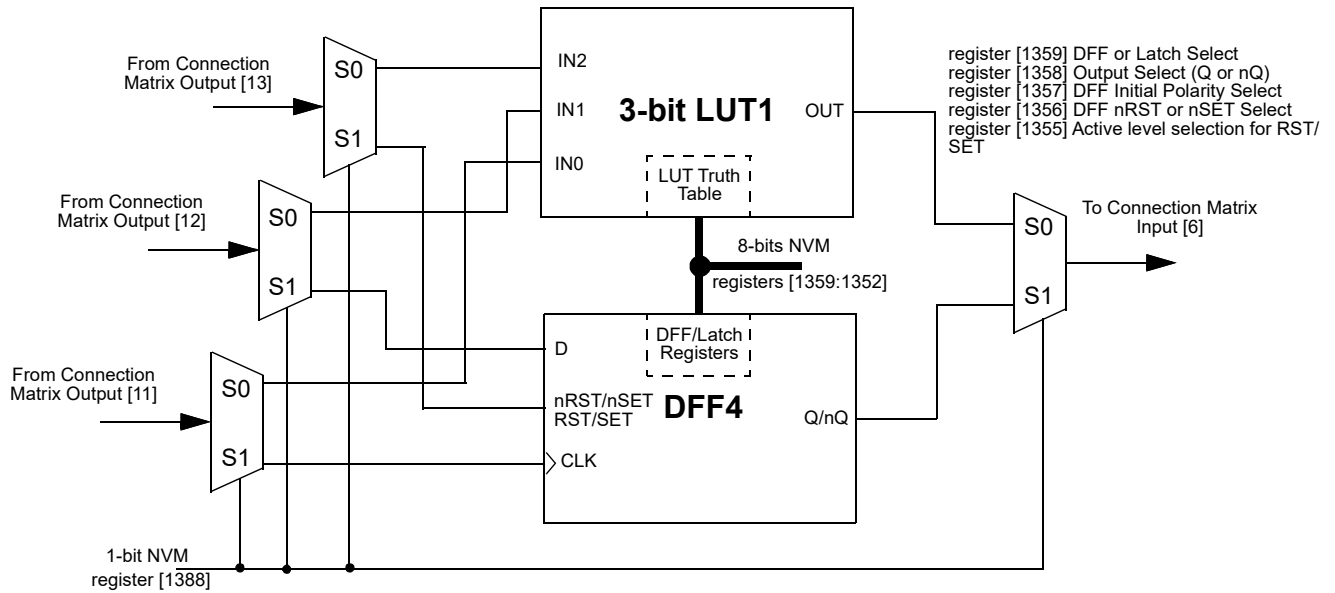 From Connection
Matrix Output [13]
S0
S1
From Connection
Matrix Output [12]
S0
S1
From Connection
Matrix Output [11]
S0
S1
1-bit NVM
register [1388]
IN2
IN1
IN0
3-bit LUT1
OUT
LUT Truth
Table
8-bits NVM
registers [1359:1352]
DFF/Latch
Registers
D
nRST/nSET
RST/SET
DFF4
Q/nQ
CLK
register [1359] DFF or Latch Select
register [1358] Output Select (Q or nQ)
register [1357] DFF Initial Polarity Select
register [1356] DFF nRST or nSET Select
register [1355] Active level selection for RST/
SET
S0
S1
To Connection Matrix
Input [6]